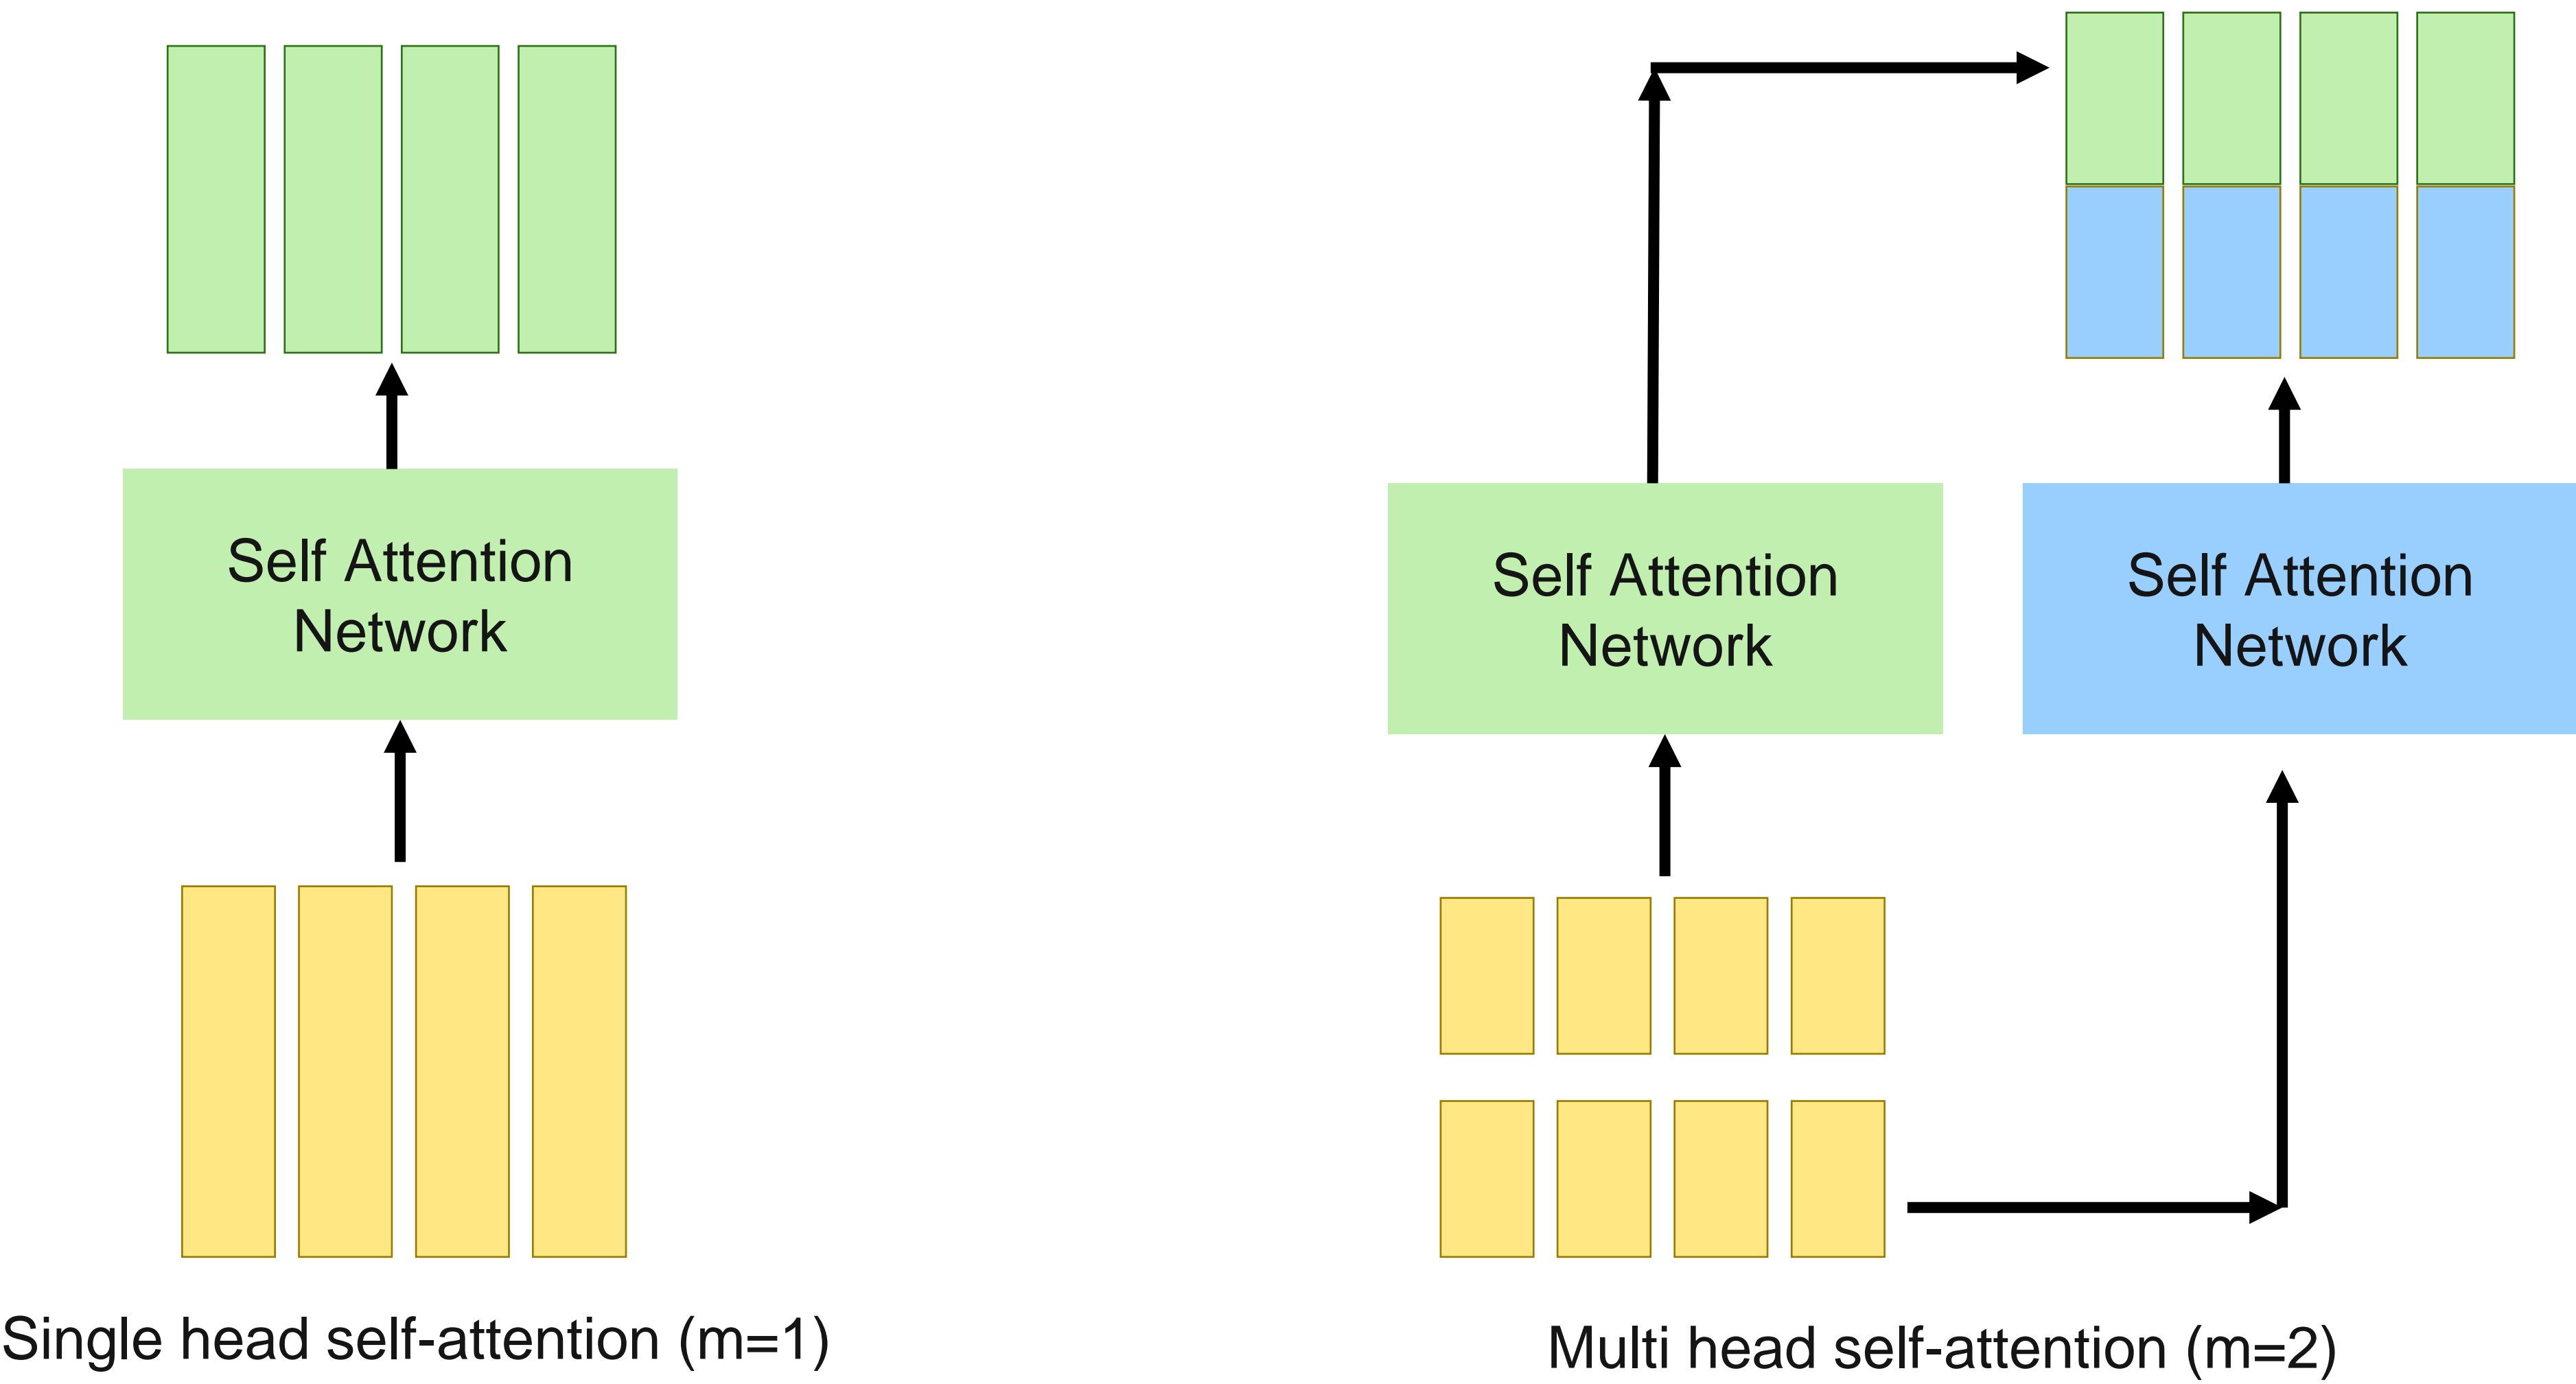 Self Attention
Network
Self Attention
Network
Self Attention
Network
Single head self-attention (m=1)
Multi head self-attention (m=2)